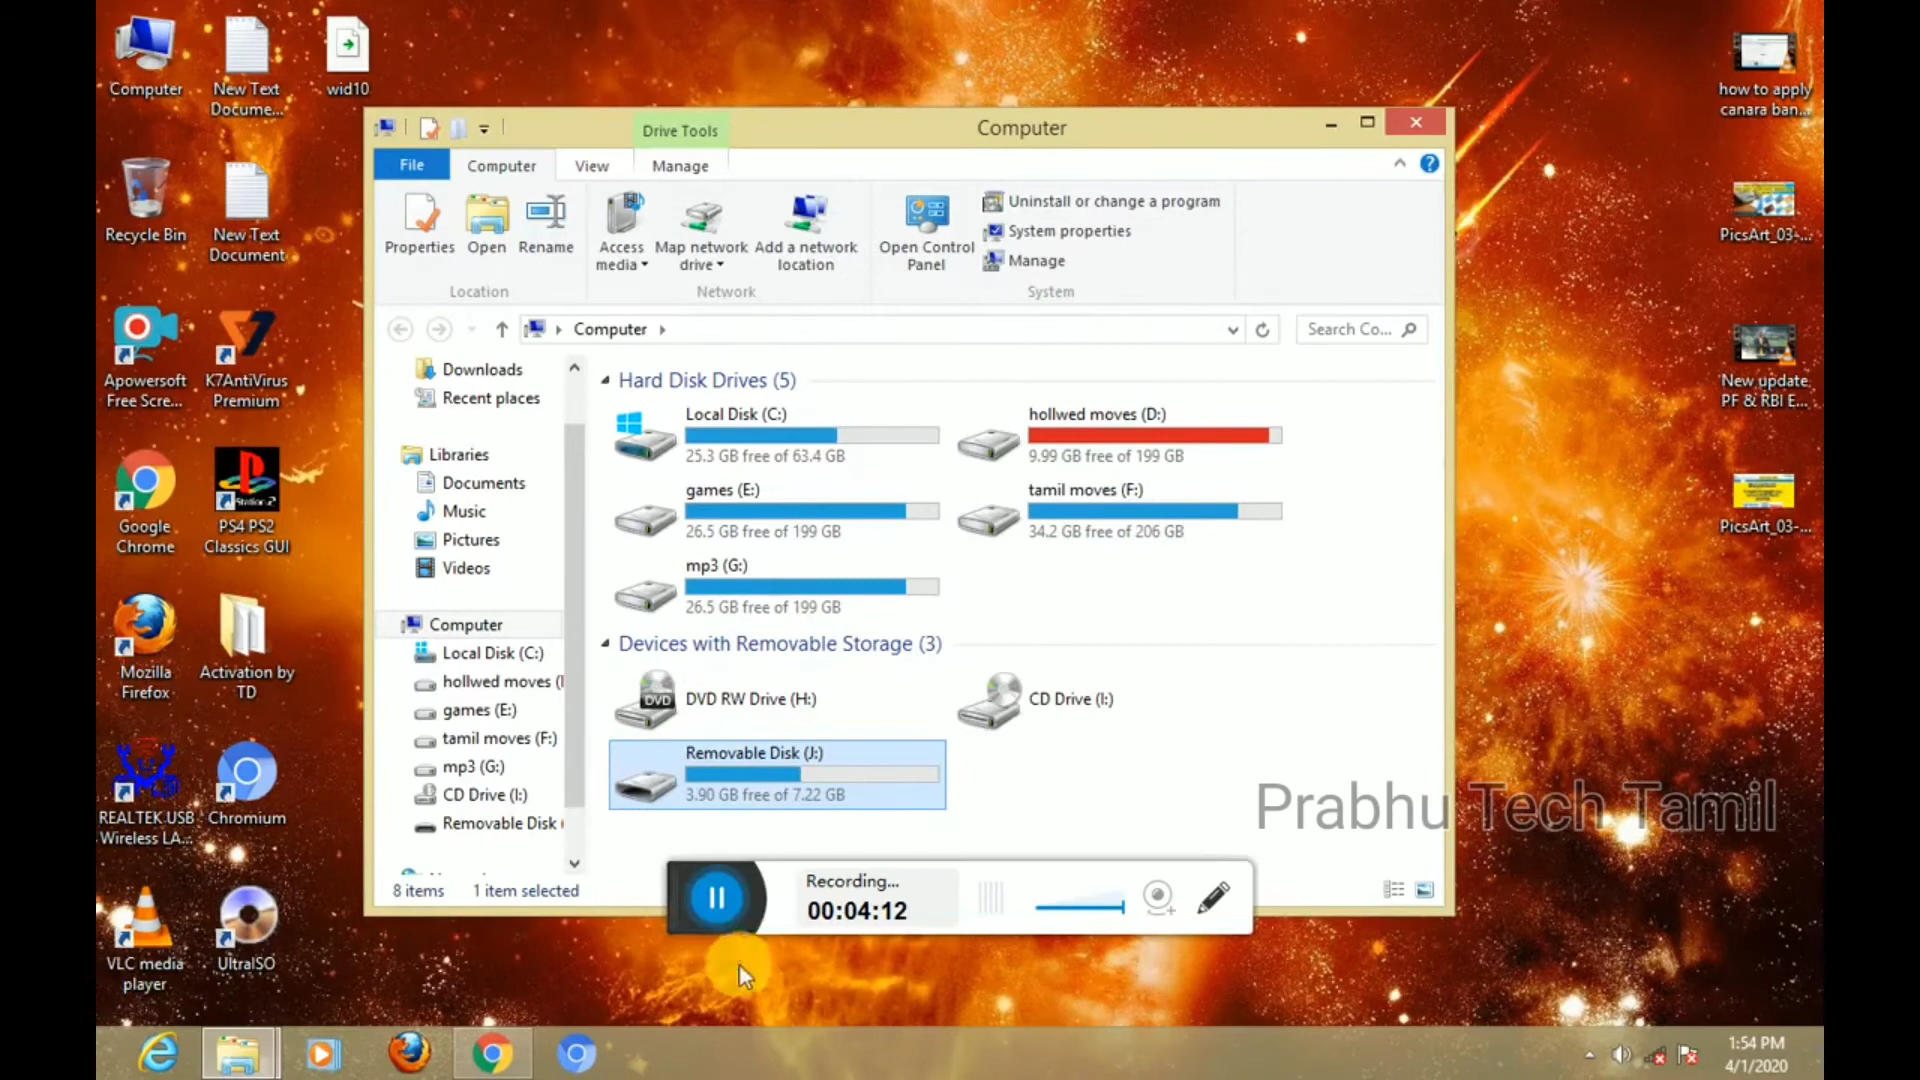 Computer
New Text
Docume...
wid10
Recycle Bin
New Text
Document
Apowersoft
Free Scre...
K7AntiVirus
Premium
Google
Chrome
PS4 PS2
Classics GUI
Mozilla
Firefox
Activation by
TD
REALTEK USB
Wireless LA...
Chromium
VLC media
player
UltraISO
Drive Tools
Computer
File
Computer
View
Manage
Properties
Open
Rename
Location
Access
media
Map network
drive
Add a network
location
Network
Open Control
Panel
Uninstall or change a program
System properties
Manage
System
Computer
Search Co...
Downloads
Recent places
Libraries
Documents
Music
Pictures
Videos
Computer
Local Disk (C:)
hollwed moves (
games (E:)
tamil moves (F:)
mp3 (G:)
CD Drive (I:)
Removable Disk
Hard Disk Drives (5)
Local Disk (C:)
25.3 GB free of 63.4 GB
hollwed moves (D:)
9.99 GB free of 199 GB
games (E:)
26.5 GB free of 199 GB
tamil moves (F:)
34.2 GB free of 206 GB
mp3 (G:)
26.5 GB free of 199 GB
Devices with Removable Storage (3)
DVD
DVD RW Drive (H:)
CD Drive (I:)
Removable Disk (J:)
3.90 GB free of 7.22 GB
8 items
1 item selected
Recording...
00:04:12
Prabhu Tech Tamil
how to apply
canara ban...
PicsArt_03-...
New update
PF & RBI E...
PicsArt_03-...
1:54 PM
4/1/2020